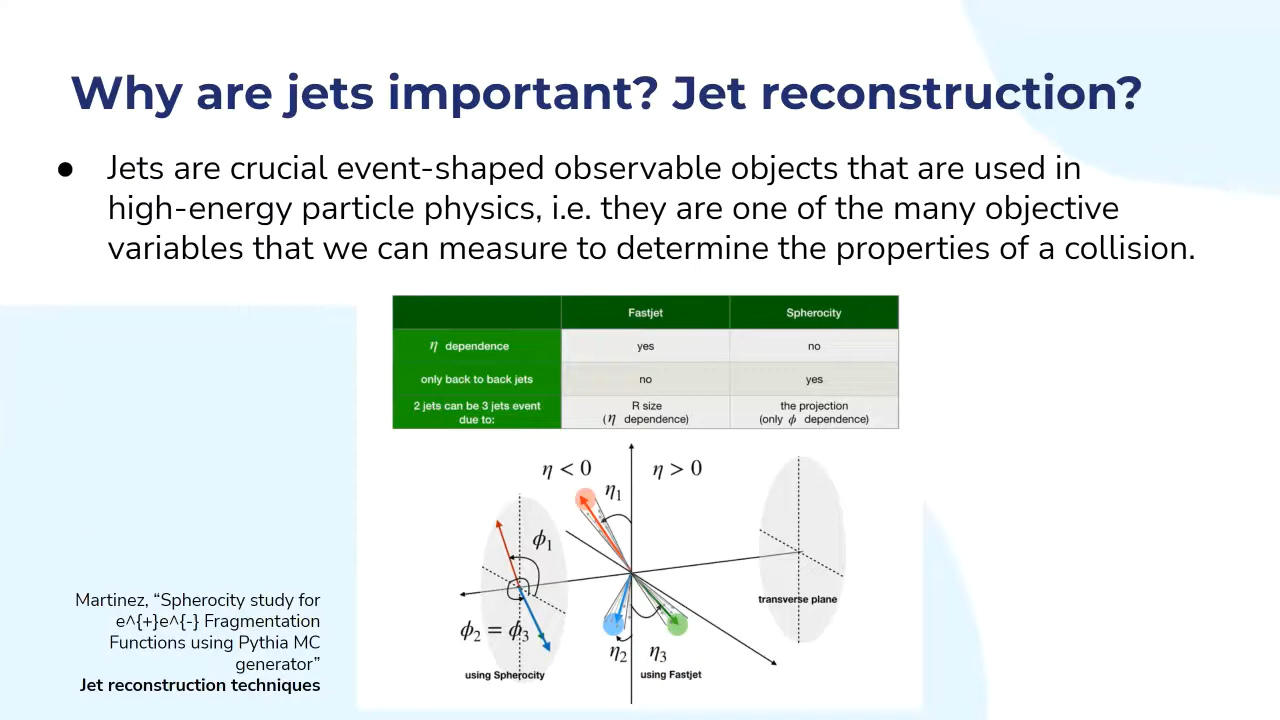 Why are jets important? Jet reconstruction?
● Jets are crucial event-shaped observable objects that are used in
high-energy particle physics, i.e. they are one of the many objective
variables that we can measure to determine the properties of a collision.
Fastjet Spherocity
η dependence yes no
only back to back jets no yes
2 jets can be 3 jets event R size the projection
due to: (η dependence) (only ϕ dependence)
η < 0 η > 0
η₁
ϕ₁
transverse plane
ϕ₂ = ϕ₃
η₂ η₃
using Spherocity using Fastjet
Martinez, “Spherocity study for
e^{+}e^{-} Fragmentation
Functions using Pythia MC
generator”
Jet reconstruction techniques